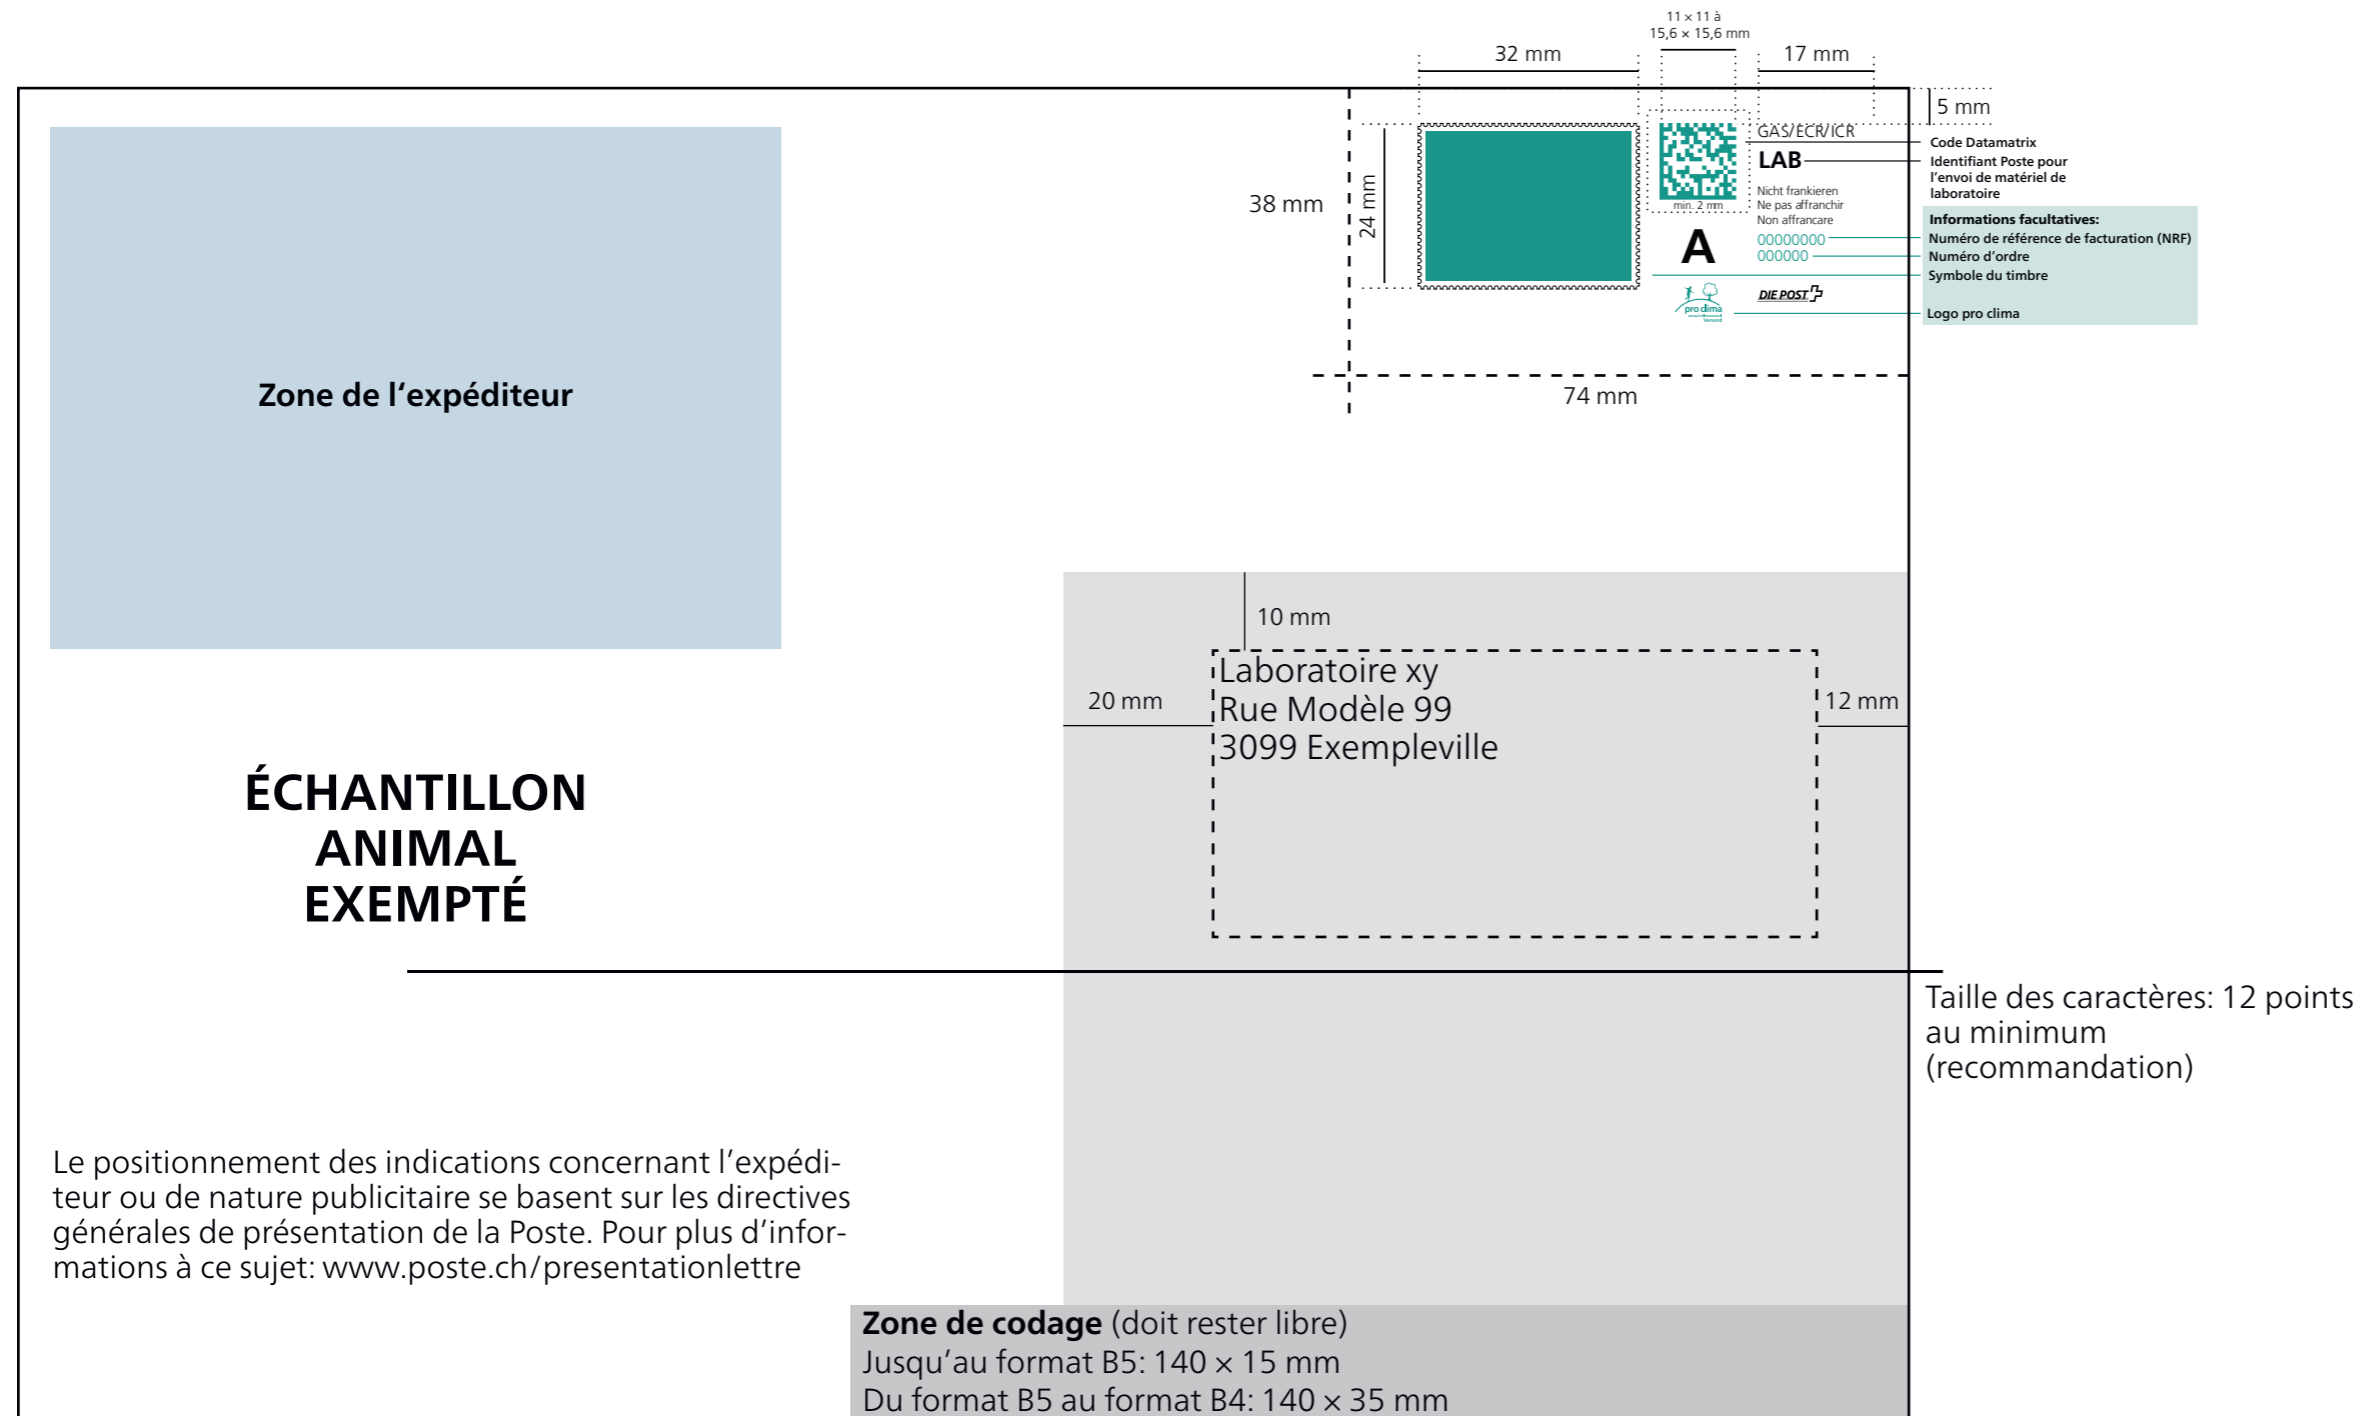 11 × 11 à
15,6 × 15,6 mm
32 mm
17 mm
5 mm
GAS/ECR/ICR
Code Datamatrix
LAB
Identifiant Poste pour
l'envoi de matériel de
laboratoire
38 mm
24 mm
min. 2 mm
Nicht frankieren
Ne pas affranchir
Non affrancare
A
00000000
000000
Informations facultatives:
Numéro de référence de facturation (NRF)
Numéro d'ordre
Symbole du timbre
pro clima
Versand
DIE POST
Logo pro clima
74 mm
Zone de l‘expéditeur
10 mm
20 mm
Laboratoire xy
Rue Modèle 99
3099 Exempleville
12 mm
ÉCHANTILLON
ANIMAL
EXEMPTÉ
Taille des caractères: 12 points
au minimum
(recommandation)
Le positionnement des indications concernant l'expédi-
teur ou de nature publicitaire se basent sur les directives
générales de présentation de la Poste. Pour plus d'infor-
mations à ce sujet: www.poste.ch/presentationlettre
Zone de codage (doit rester libre)
Jusqu'au format B5: 140 × 15 mm
Du format B5 au format B4: 140 × 35 mm